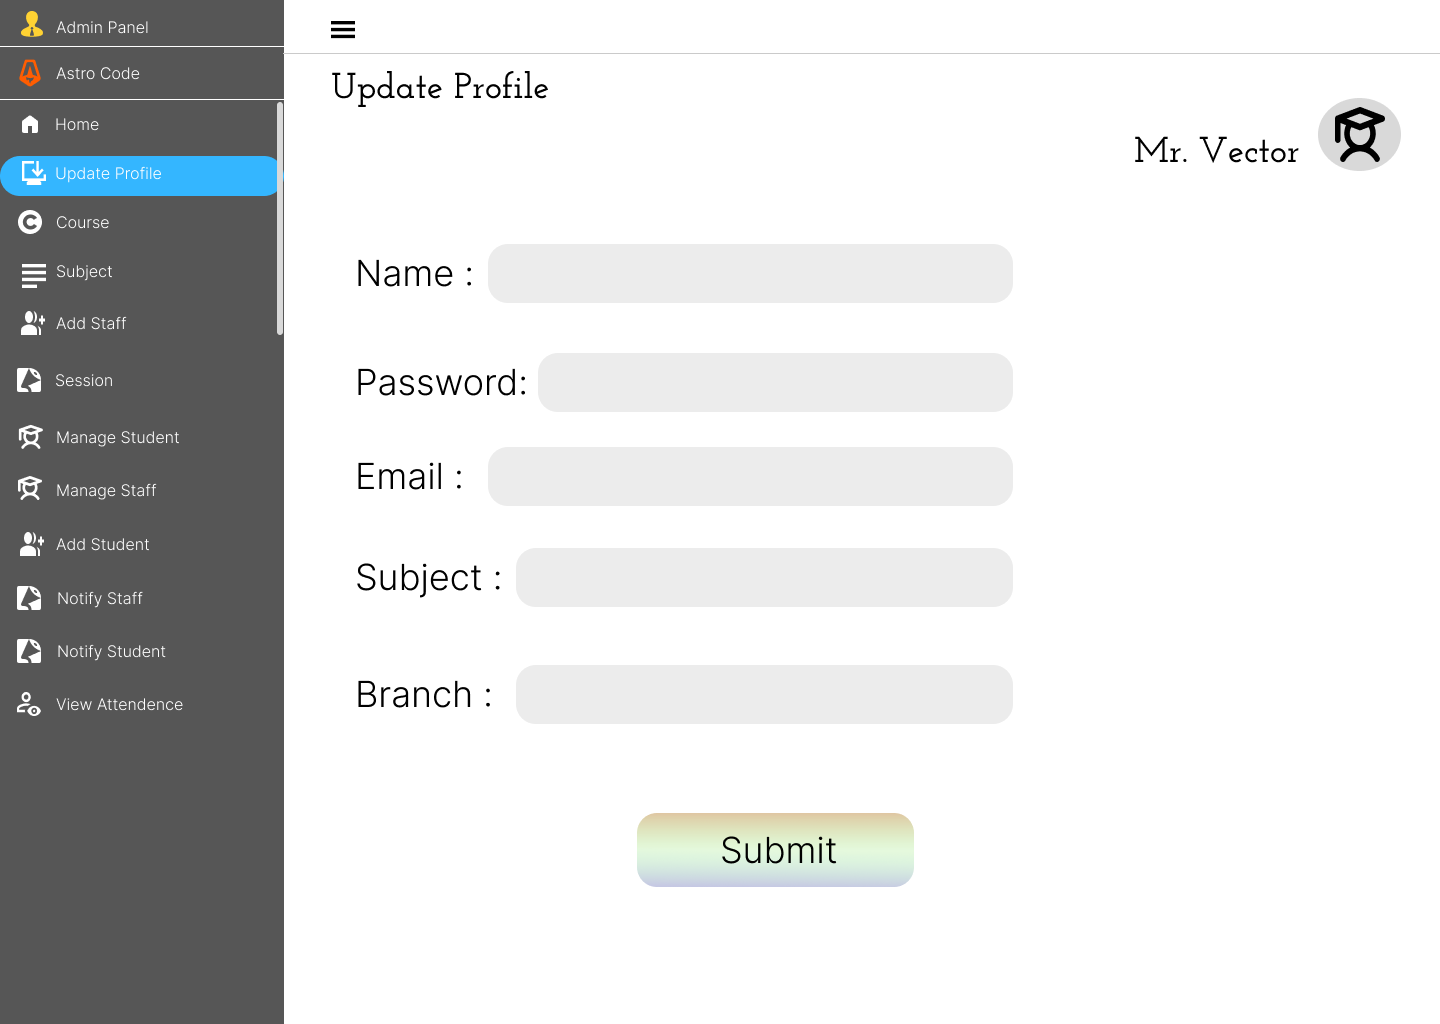 Admin Panel
Astro Code
Home
Update Profile
Course
Subject
Add Staff
Session
Manage Student
Manage Staff
Add Student
Notify Staff
Notify Student
View Attendence
Update Profile
Mr. Vector
Name :
Password:
Email :
Subject :
Branch :
Submit